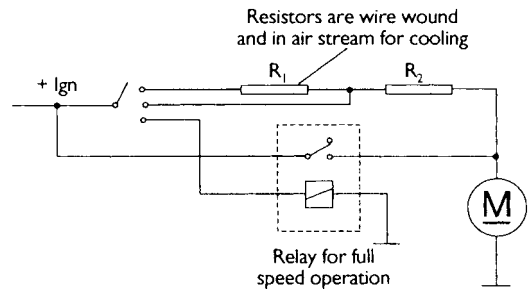 Resistors are wire wound
and in air stream for cooling
R1
R2
+ Ign
M
Relay for full
speed operation